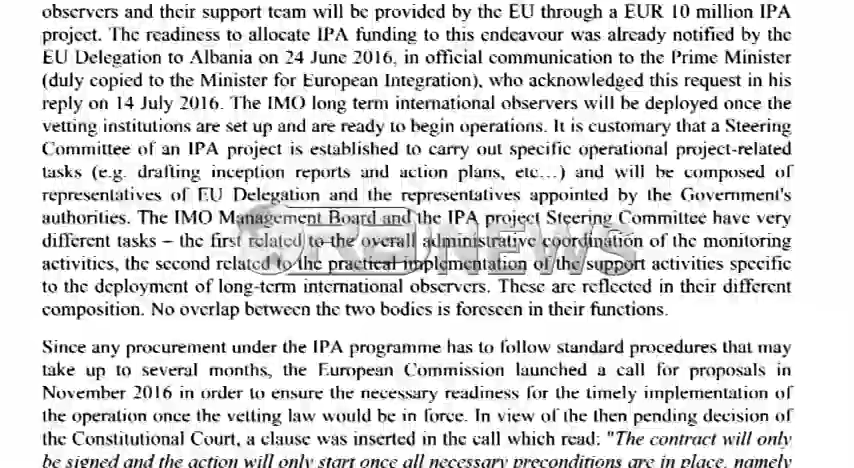 observers and their support team will be provided by the EU through a EUR 10 million IPA
project. The readiness to allocate IPA funding to this endeavour was already notified by the
EU Delegation to Albania on 24 June 2016, in official communication to the Prime Minister
(duly copied to the Minister for European Integration), who acknowledged this request in his
reply on 14 July 2016. The IMO long term international observers will be deployed once the
vetting institutions are set up and are ready to begin operations. It is customary that a Steering
Committee of an IPA project is established to carry out specific operational project-related
tasks (e.g. drafting inception reports and action plans, etc...) and will be composed of
representatives of EU Delegation and the representatives appointed by the Government's
authorities. The IMO Management Board and the IPA project Steering Committee have very
different tasks – the first related to the overall administrative coordination of the monitoring
activities, the second related to the practical implementation of the support activities specific
to the deployment of long-term international observers. These are reflected in their different
composition. No overlap between the two bodies is foreseen in their functions.
Since any procurement under the IPA programme has to follow standard procedures that may
take up to several months, the European Commission launched a call for proposals in
November 2016 in order to ensure the necessary readiness for the timely implementation of
the operation once the vetting law would be in force. In view of the then pending decision of
the Constitutional Court, a clause was inserted in the call which read: "The contract will only
be signed and the action will only start once all necessary preconditions are in place, namely
NEWS